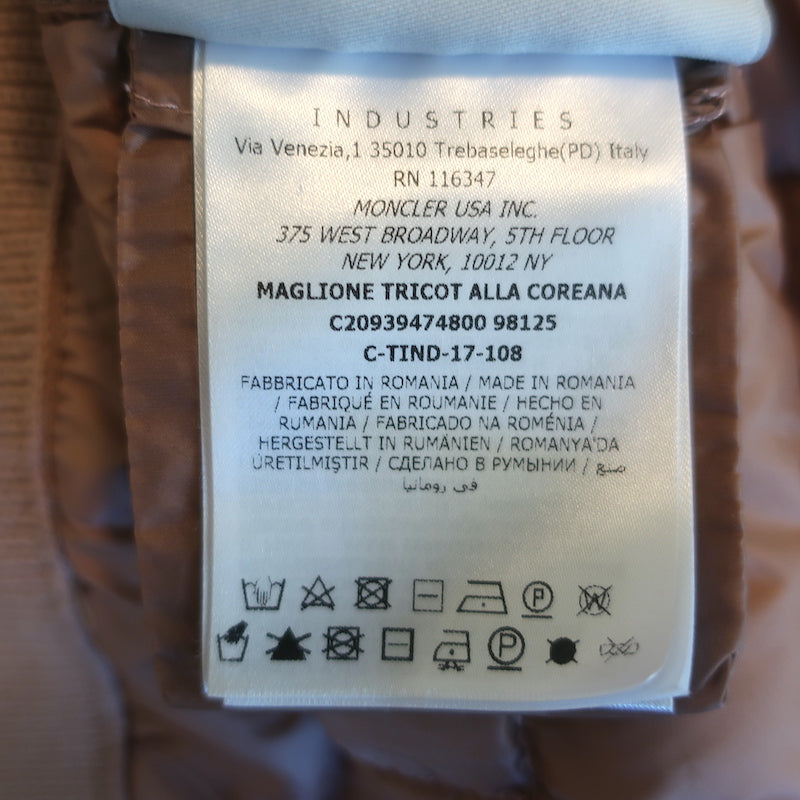 INDUSTRIES
Via Venezia,1 35010 Trebaseleghe(PD) Italy
RN 116347
MONCLER USA INC.
375 WEST BROADWAY, 5TH FLOOR
NEW YORK, 10012 NY
MAGLIONE TRICOT ALLA COREANA
C20939474800 98125
C-TIND-17-108
FABBRICATO IN ROMANIA / MADE IN ROMANIA
/ FABRIQUÉ EN ROUMANIE / HECHO EN
RUMANIA / FABRICADO NA ROMÉNIA /
HERGESTELLT IN RUMÄNIEN / ROMANYA'DA
ÜRETILMIŞTIR / СДЕЛАНО В РУМЫНИИ / صنع
في رومانيا
P W
P